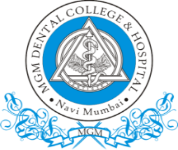 MGM DENTAL COLLEGE & HOSPITAL
Navi Mumbai
MGM